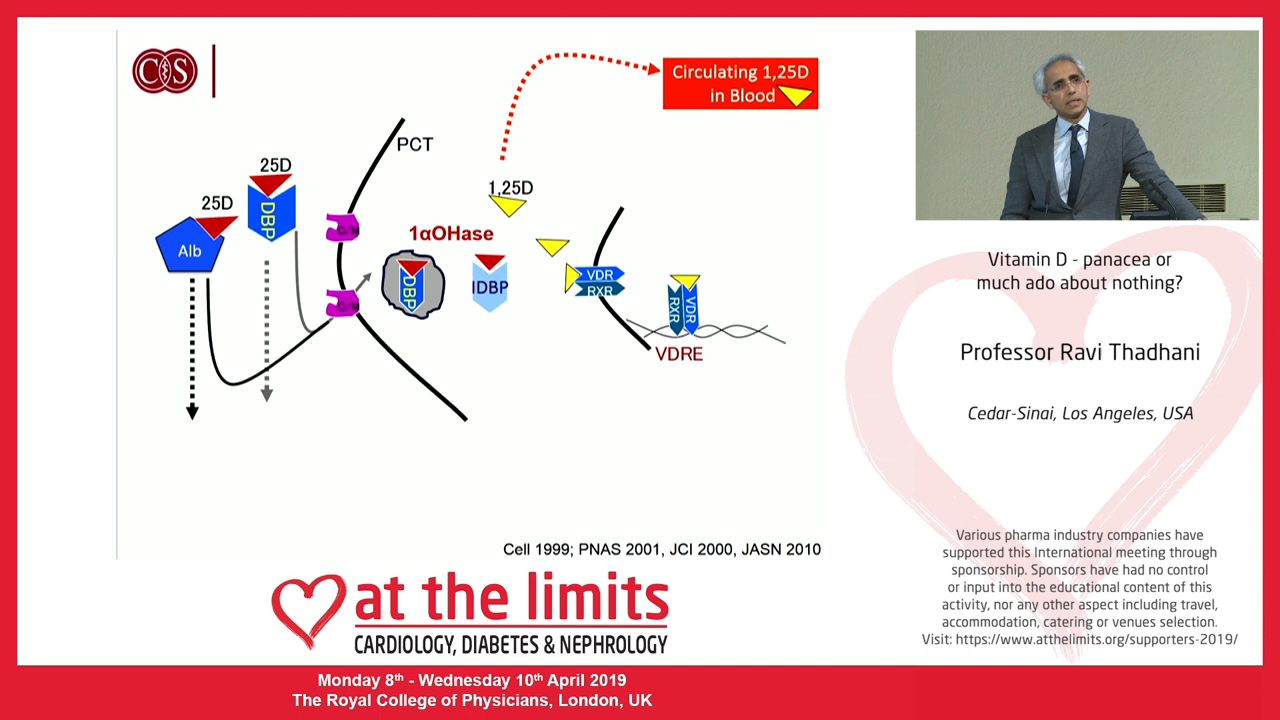 CS
25D
25D
Alb
DBP
PCT
C/M
C/M
1αOHase
DBP
IDBP
1,25D
Circulating 1,25D
in Blood
VDR
RXR
RXR
VDR
VDRE
Cell 1999; PNAS 2001, JCI 2000, JASN 2010
at the limits
CARDIOLOGY, DIABETES & NEPHROLOGY
Monday 8th - Wednesday 10th April 2019
The Royal College of Physicians, London, UK
Vitamin D - panacea or
much ado about nothing?
Professor Ravi Thadhani
Cedar-Sinai, Los Angeles, USA
Various pharma industry companies have
supported this International meeting through
sponsorship. Sponsors have had no control
or input into the educational content of this
activity, nor any other aspect including travel,
accommodation, catering or venues selection.
Visit: https://www.atthelimits.org/supporters-2019/